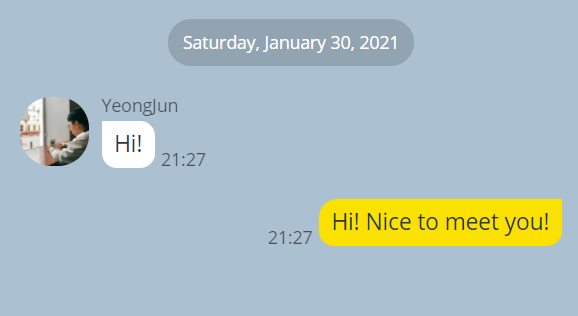 Saturday, January 30, 2021
YeongJun
Hi!
21:27
Hi! Nice to meet you!
21:27